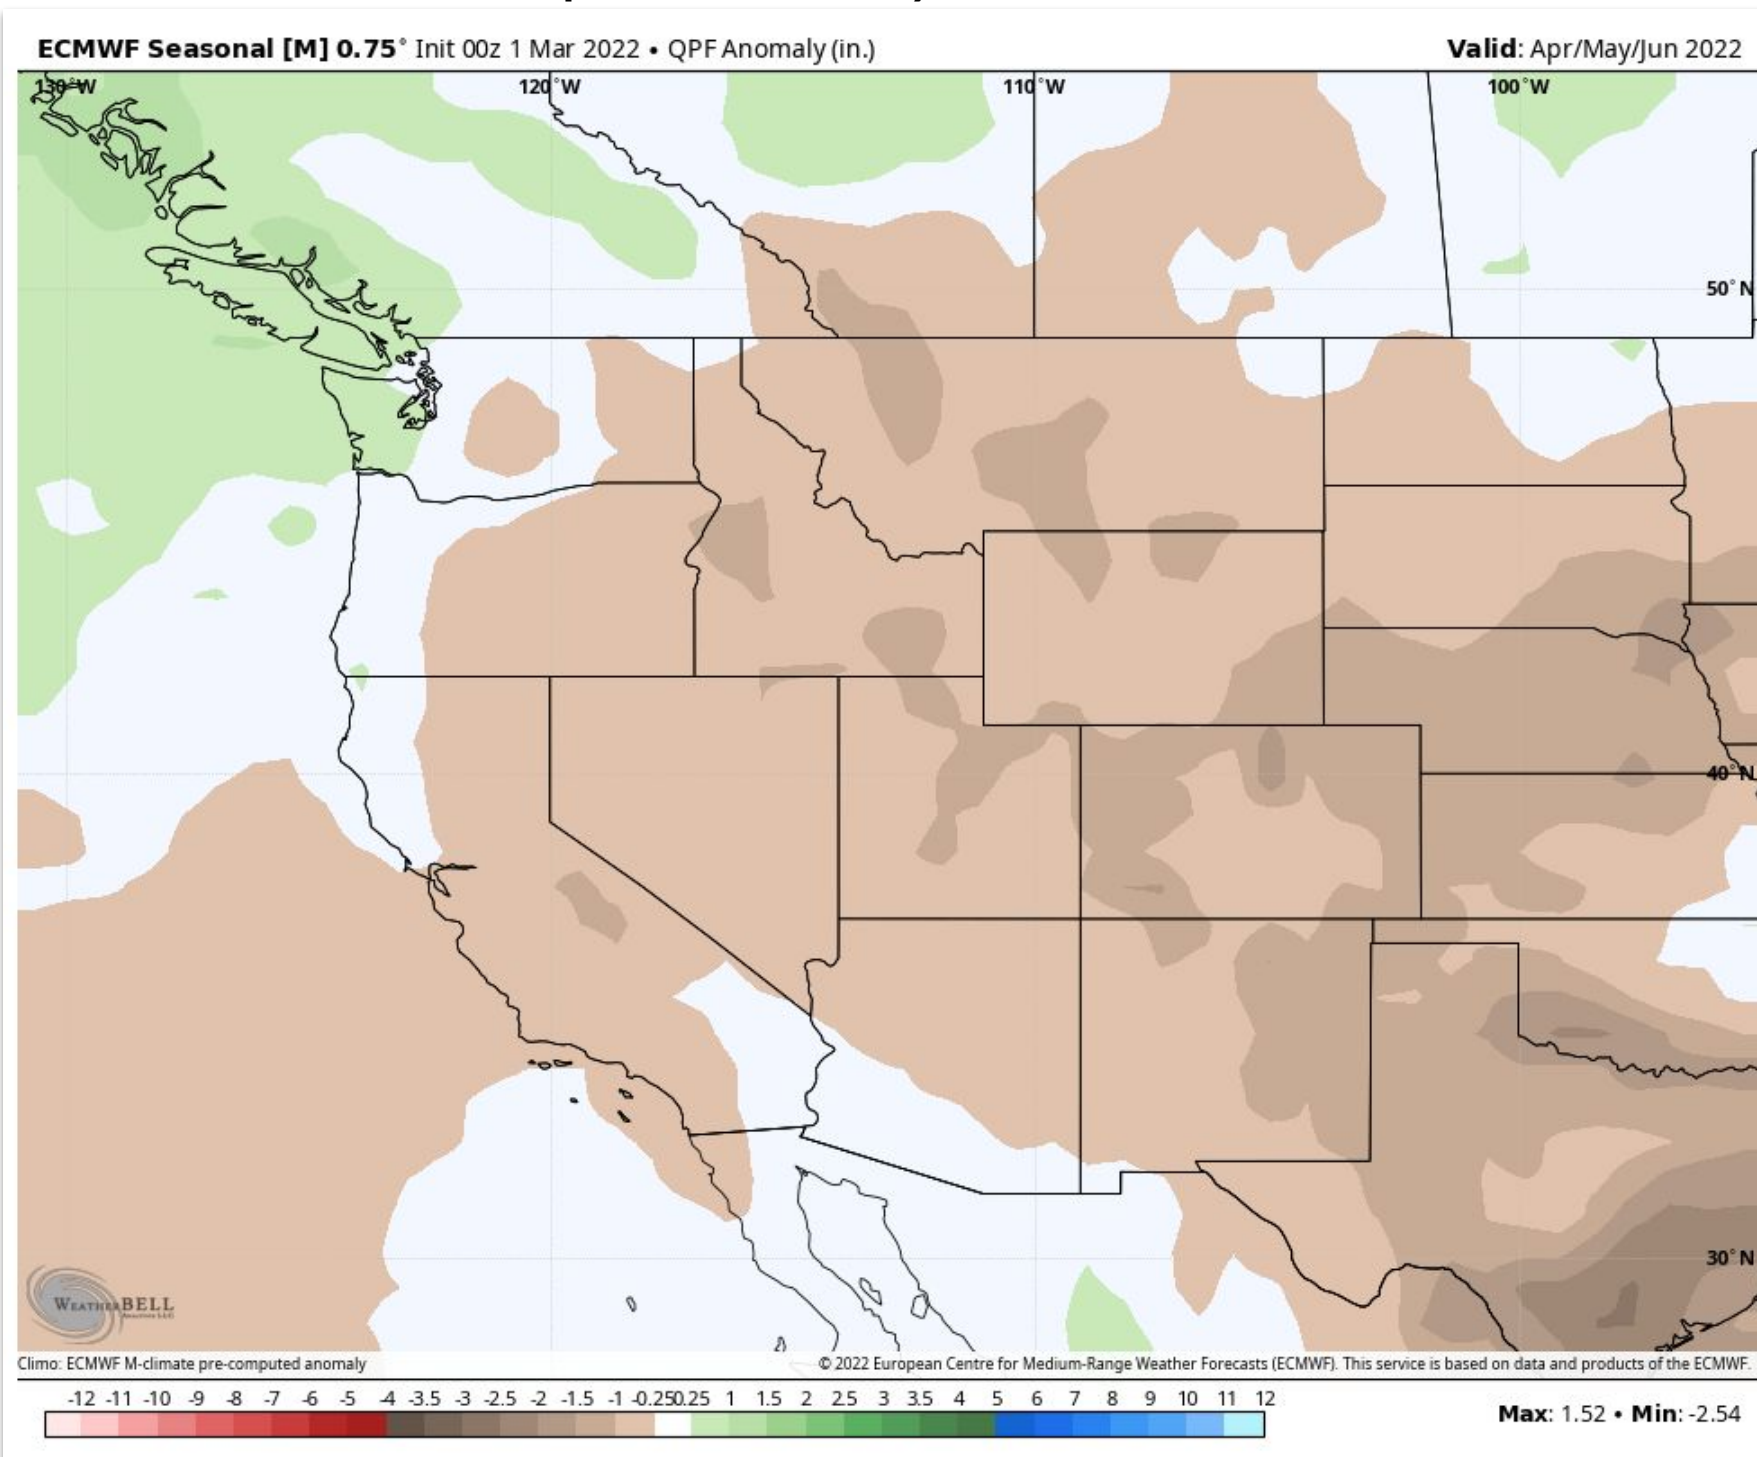 ECMWF Seasonal [M] 0.75° Init 00z 1 Mar 2022 • QPF Anomaly (in.)
Valid: Apr/May/Jun 2022
130°W 120°W 110°W 100°W
50°N
40°N
30°N
WEATHERBELL
Climo: ECMWF M-climate pre-computed anomaly
© 2022 European Centre for Medium-Range Weather Forecasts (ECMWF). This service is based on data and products of the ECMWF.
-12 -11 -10 -9 -8 -7 -6 -5 -4 -3.5 -3 -2.5 -2 -1.5 -1 -0.25 0.25 1 1.5 2 2.5 3 3.5 4 5 6 7 8 9 10 11 12
Max: 1.52 • Min: -2.54